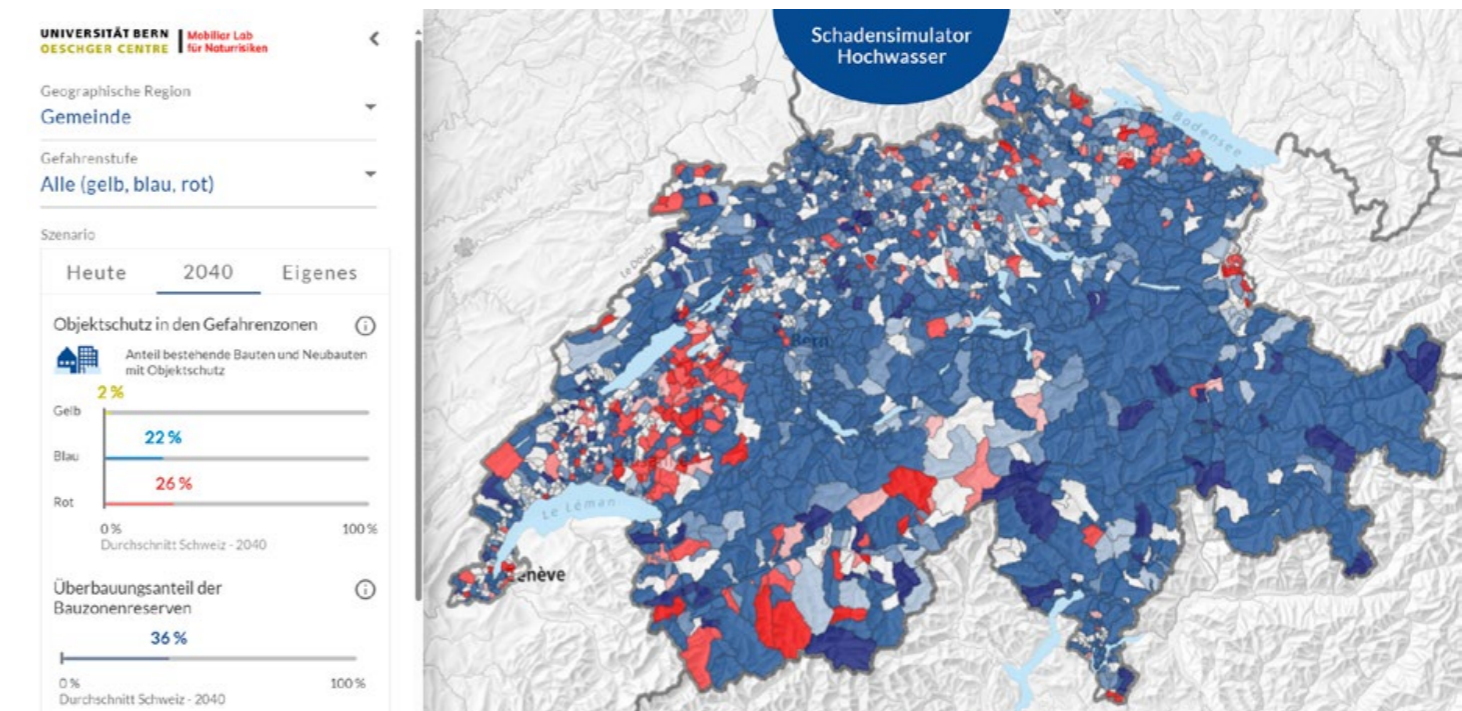 UNIVERSITÄT BERN
OESCHGER CENTRE
Mobiliar Lab
für Naturrisiken
Geographische Region
Gemeinde
Gefahrenstufe
Alle (gelb, blau, rot)
Szenario
Heute 2040 Eigenes
Objektschutz in den Gefahrenzonen
Anteil bestehende Bauten und Neubauten
mit Objektschutz
2 %
Gelb
22 %
Blau
26 %
Rot
0 % 100 %
Durchschnitt Schweiz - 2040
Überbauungsanteil der
Bauzonenreserven
36 %
0 % 100 %
Durchschnitt Schweiz - 2040
Schadensimulator
Hochwasser
Bodensee
Le Doubs
Bern
Le Léman